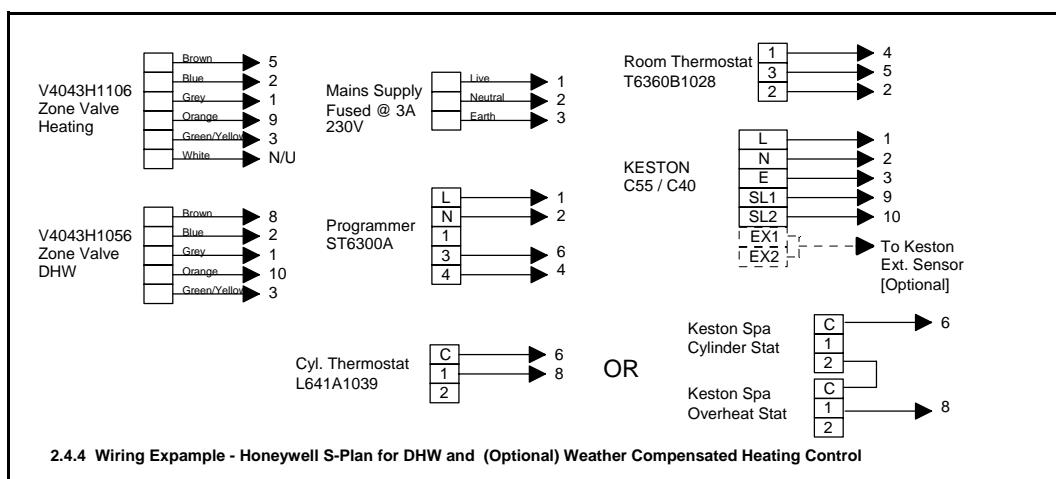 V4043H1106
Zone Valve
Heating
Brown 5
Blue 2
Grey 1
Orange 9
Green/Yellow 3
White N/U
Mains Supply
Fused @ 3A
230V
Live 1
Neutral 2
Earth 3
Room Thermostat
T6360B1028
1 4
3 5
2 2
V4043H1056
Zone Valve
DHW
Brown 8
Blue 2
Grey 1
Orange 10
Green/Yellow 3
Programmer
ST6300A
L 1
N 2
1
3 6
4 4
KESTON
C55 / C40
L 1
N 2
E 3
SL1 9
SL2 10
EX1
EX2
To Keston
Ext. Sensor
[Optional]
Cyl. Thermostat
L641A1039
C 6
1 8
2
OR
Keston Spa
Cylinder Stat
C 6
1
2
Keston Spa
Overheat Stat
C
1 8
2
2.4.4 Wiring Expample - Honeywell S-Plan for DHW and (Optional) Weather Compensated Heating Control